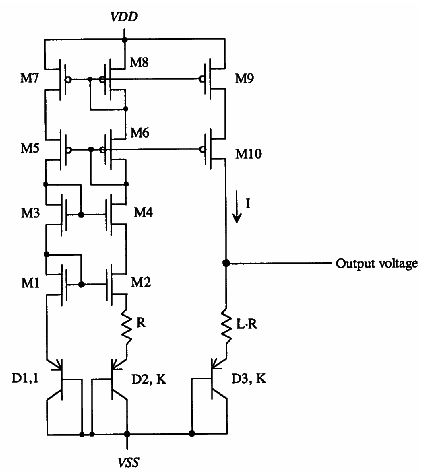 VDD
M7
M8
M9
M5
M6
M10
M3
M4
I
Output voltage
M1
M2
R
L·R
D1,1
D2, K
D3, K
VSS